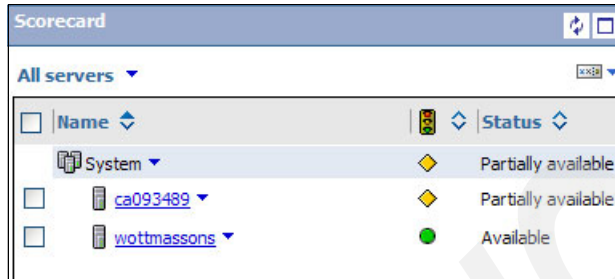 Scorecard
All servers
Name Status
System Partially available
ca093489 Partially available
wottmassons Available